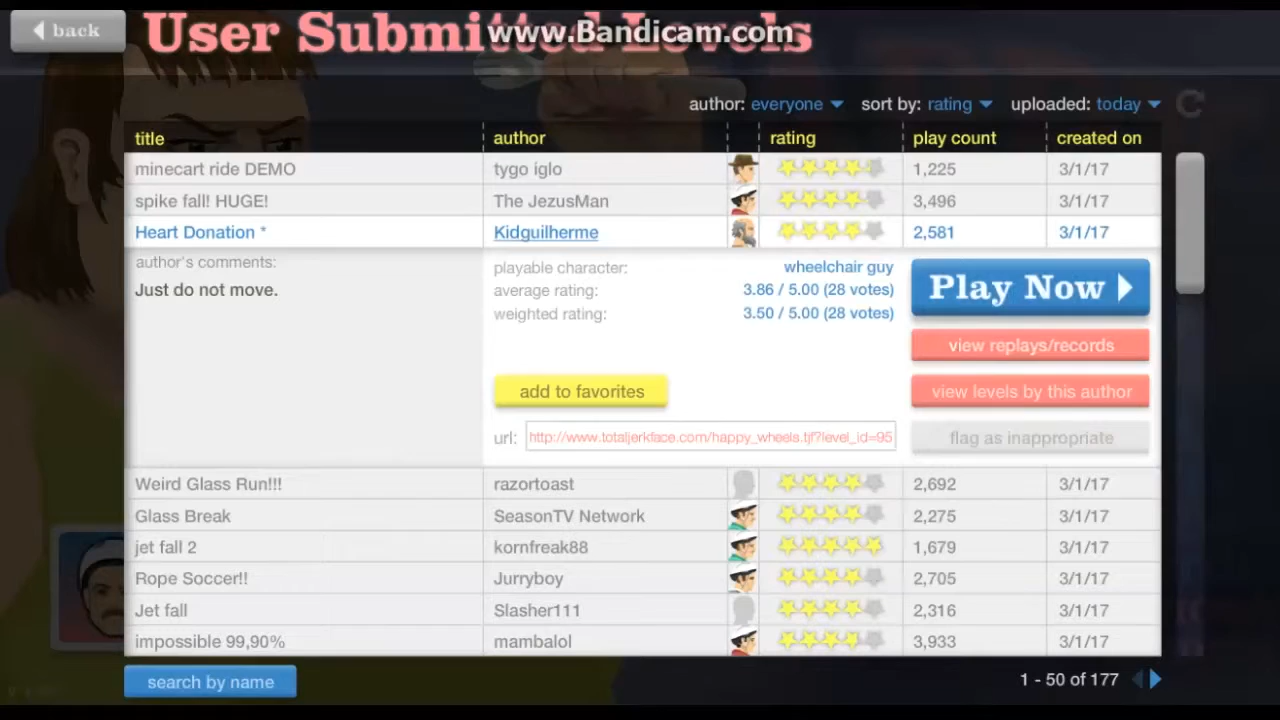 back
User Submitted Levels
www.Bandicam.com
author: everyone sort by: rating uploaded: today
title author rating play count created on
minecart ride DEMO tygo iglo 1,225 3/1/17
spike fall! HUGE! The JezusMan 3,496 3/1/17
Heart Donation * Kidguilherme 2,581 3/1/17
author's comments:
Just do not move.
playable character: wheelchair guy
average rating: 3.86 / 5.00 (28 votes)
weighted rating: 3.50 / 5.00 (28 votes)
Play Now
view replays/records
add to favorites
view levels by this author
url: http://www.totaljerkface.com/happy_wheels.tjf?level_id=95
flag as inappropriate
Weird Glass Run!!! razortoast 2,692 3/1/17
Glass Break SeasonTV Network 2,275 3/1/17
jet fall 2 kornfreak88 1,679 3/1/17
Rope Soccer!! Jurryboy 2,705 3/1/17
Jet fall Slasher111 2,316 3/1/17
impossible 99,90% mambalol 3,933 3/1/17
search by name
1 - 50 of 177